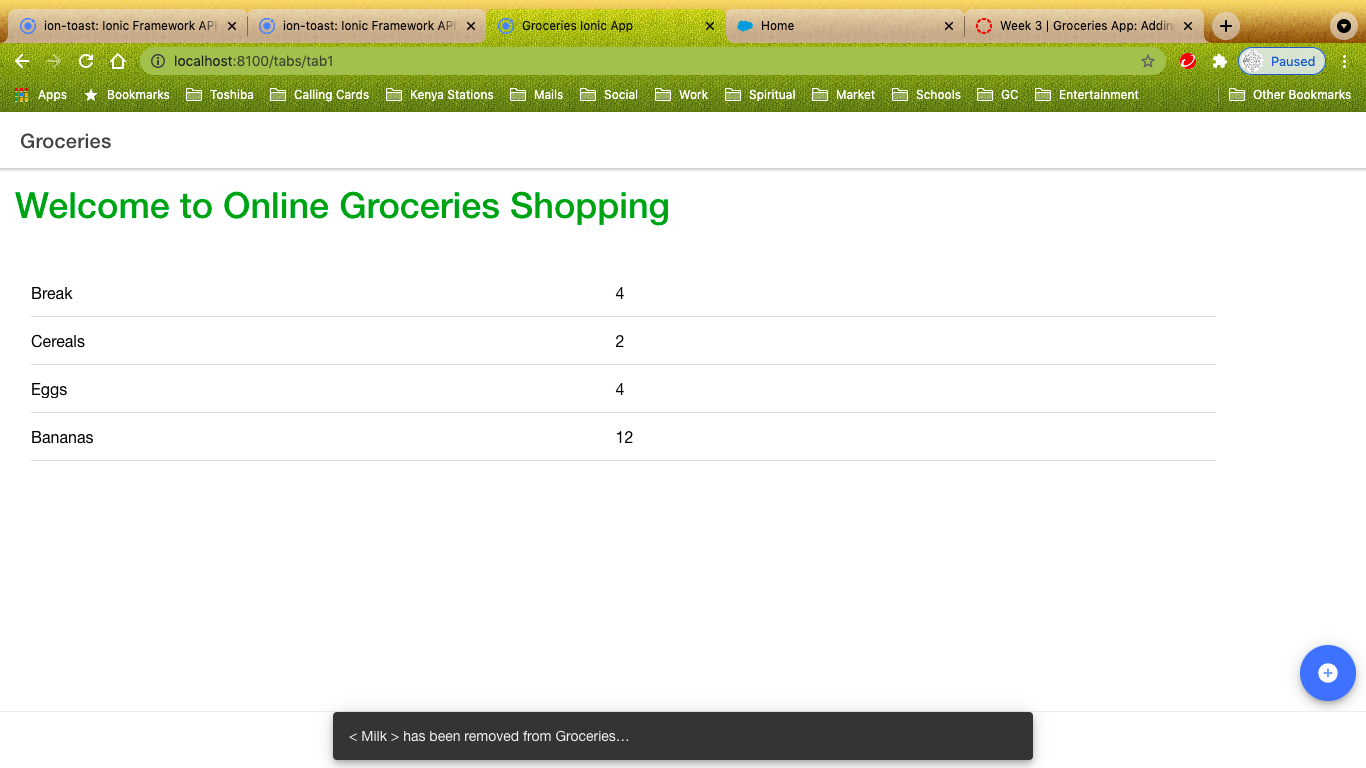 ion-toast: Ionic Framework API
ion-toast: Ionic Framework API
Groceries Ionic App
Home
Week 3 | Groceries App: Addin
localhost:8100/tabs/tab1
Paused
Apps Bookmarks Toshiba Calling Cards Kenya Stations Mails Social Work Spiritual Market Schools GC Entertainment Other Bookmarks
Groceries
Welcome to Online Groceries Shopping
Break 4
Cereals 2
Eggs 4
Bananas 12
< Milk > has been removed from Groceries...